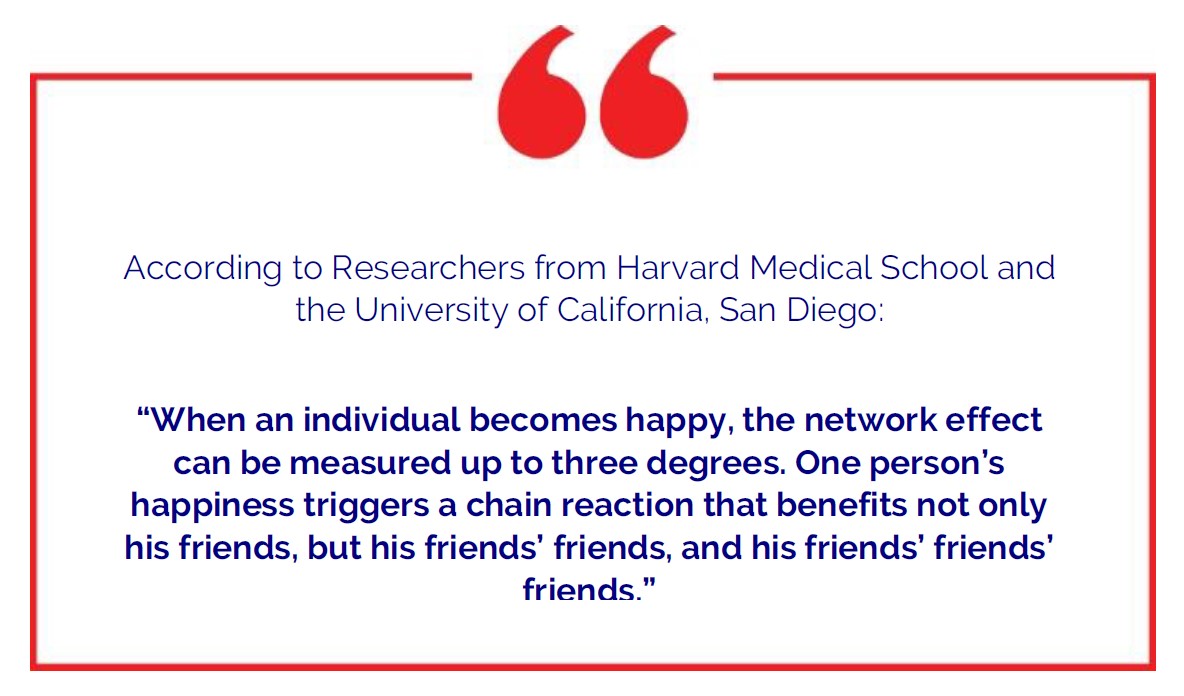 According to Researchers from Harvard Medical School and
the University of California, San Diego:
“When an individual becomes happy, the network effect
can be measured up to three degrees. One person’s
happiness triggers a chain reaction that benefits not only
his friends, but his friends’ friends, and his friends’ friends’
friends.”